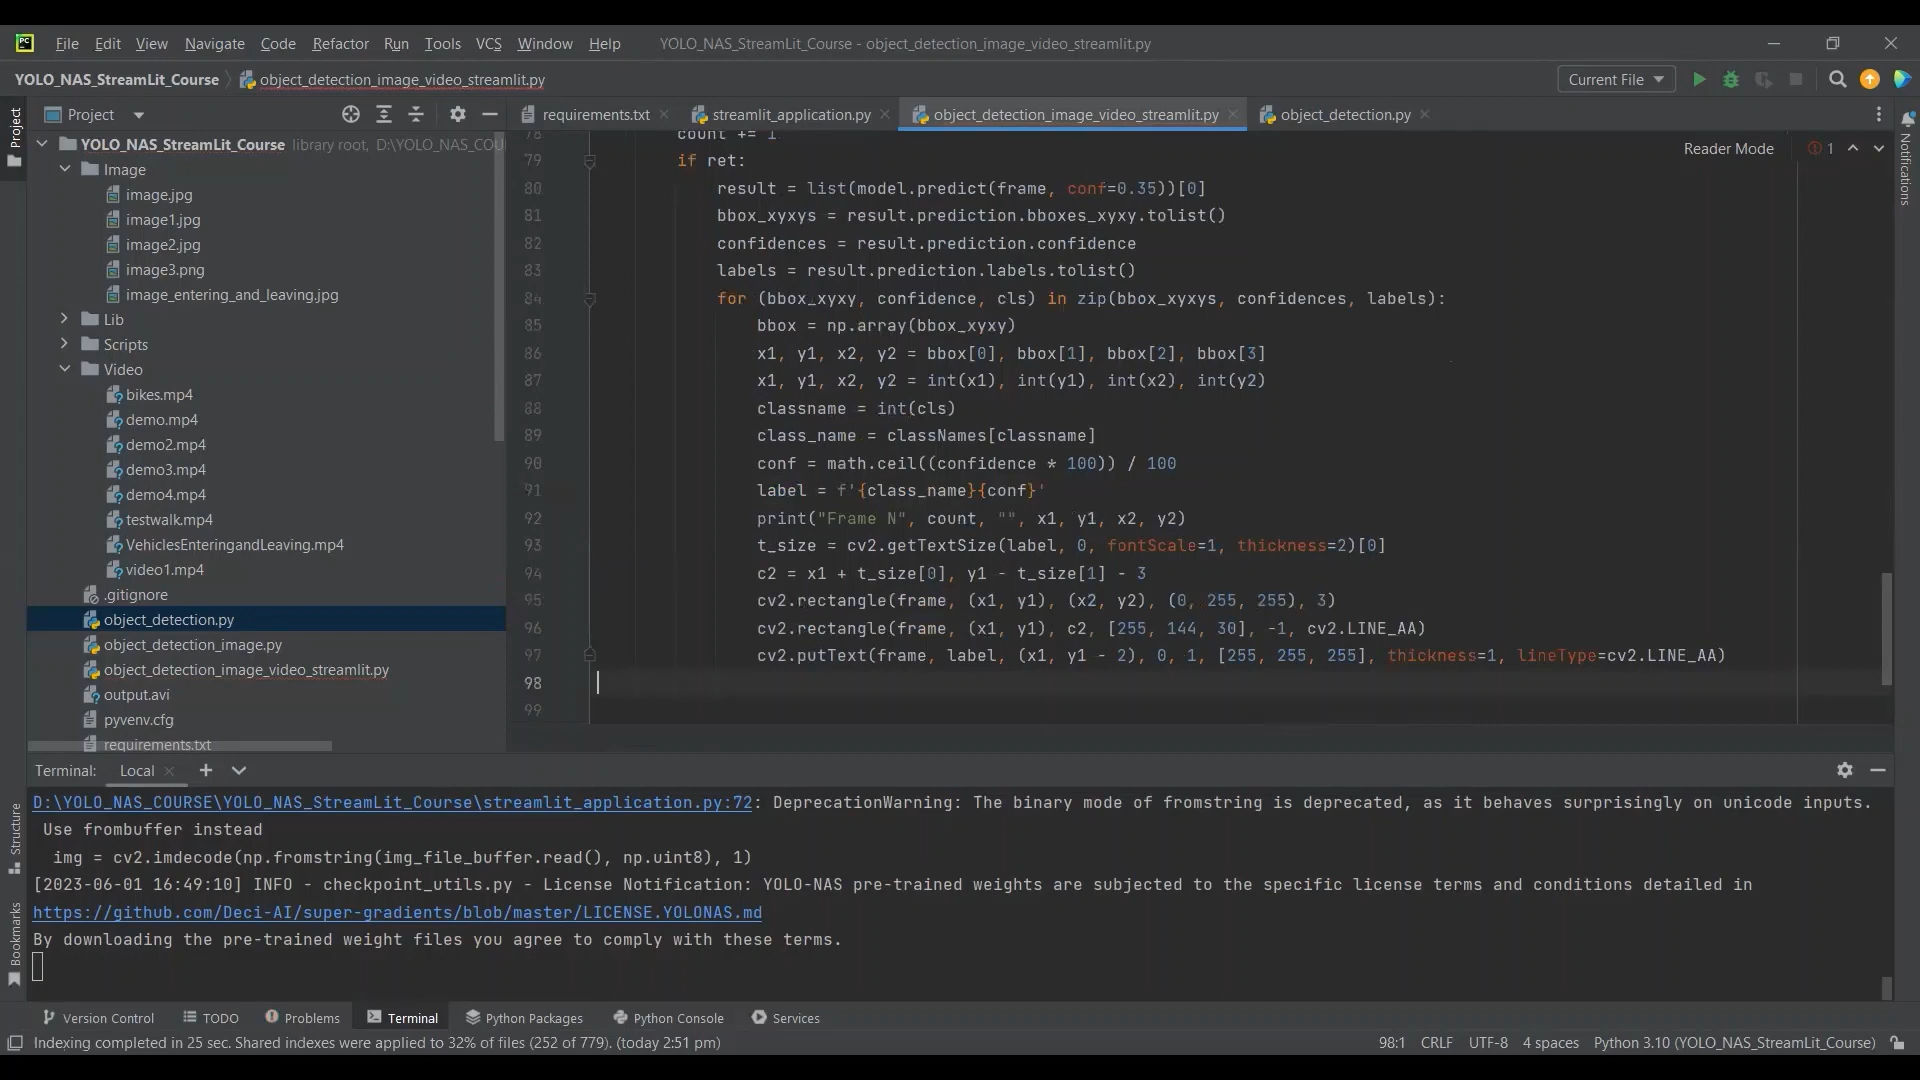 PC File Edit View Navigate Code Refactor Run Tools VCS Window Help YOLO_NAS_StreamLit_Course - object_detection_image_video_streamlit.py
YOLO_NAS_StreamLit_Course object_detection_image_video_streamlit.py Current File
Project Project requirements.txt streamlit_application.py object_detection_image_video_streamlit.py object_detection.py
Notifications
Reader Mode 1
YOLO_NAS_StreamLit_Course library root, D:\YOLO_NAS_COU
Image
image.jpg
image1.jpg
image2.jpg
image3.png
image_entering_and_leaving.jpg
Lib
Scripts
Video
bikes.mp4
demo.mp4
demo2.mp4
demo3.mp4
demo4.mp4
testwalk.mp4
VehiclesEnteringandLeaving.mp4
video1.mp4
.gitignore
object_detection.py
object_detection_image.py
object_detection_image_video_streamlit.py
output.avi
pyvenv.cfg
requirements.txt
78 count += 1
79 if ret:
80 result = list(model.predict(frame, conf=0.35))[0]
81 bbox_xyxys = result.prediction.bboxes_xyxy.tolist()
82 confidences = result.prediction.confidence
83 labels = result.prediction.labels.tolist()
84 for (bbox_xyxy, confidence, cls) in zip(bbox_xyxys, confidences, labels):
85 bbox = np.array(bbox_xyxy)
86 x1, y1, x2, y2 = bbox[0], bbox[1], bbox[2], bbox[3]
87 x1, y1, x2, y2 = int(x1), int(y1), int(x2), int(y2)
88 classname = int(cls)
89 class_name = classNames[classname]
90 conf = math.ceil((confidence * 100)) / 100
91 label = f'{class_name}{conf}'
92 print("Frame N", count, "", x1, y1, x2, y2)
93 t_size = cv2.getTextSize(label, 0, fontScale=1, thickness=2)[0]
94 c2 = x1 + t_size[0], y1 - t_size[1] - 3
95 cv2.rectangle(frame, (x1, y1), (x2, y2), (0, 255, 255), 3)
96 cv2.rectangle(frame, (x1, y1), c2, [255, 144, 30], -1, cv2.LINE_AA)
97 cv2.putText(frame, label, (x1, y1 - 2), 0, 1, [255, 255, 255], thickness=1, lineType=cv2.LINE_AA)
98
99
Terminal: Local
D:\YOLO_NAS_COURSE\YOLO_NAS_StreamLit_Course\streamlit_application.py:72: DeprecationWarning: The binary mode of fromstring is deprecated, as it behaves surprisingly on unicode inputs.
Use frombuffer instead
img = cv2.imdecode(np.fromstring(img_file_buffer.read(), np.uint8), 1)
[2023-06-01 16:49:10] INFO - checkpoint_utils.py - License Notification: YOLO-NAS pre-trained weights are subjected to the specific license terms and conditions detailed in
https://github.com/Deci-AI/super-gradients/blob/master/LICENSE.YOLONAS.md
By downloading the pre-trained weight files you agree to comply with these terms.
Structure
Bookmarks
Version Control TODO Problems Terminal Python Packages Python Console Services
Indexing completed in 25 sec. Shared indexes were applied to 32% of files (252 of 779). (today 2:51 pm) 98:1 CRLF UTF-8 4 spaces Python 3.10 (YOLO_NAS_StreamLit_Course)